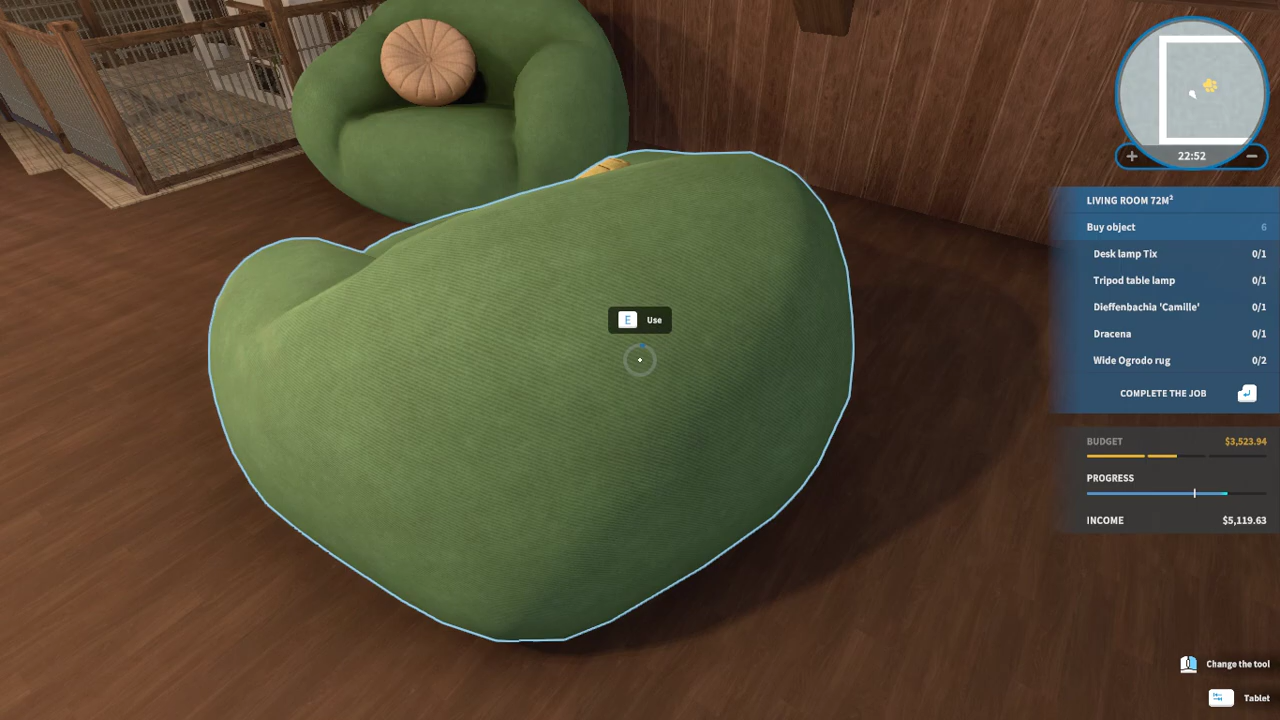 22:52
LIVING ROOM 72M²
Buy object 6
Desk lamp Tix 0/1
Tripod table lamp 0/1
Dieffenbachia 'Camille' 0/1
Dracena 0/1
Wide Ogrodo rug 0/2
COMPLETE THE JOB
E Use
BUDGET $3,523.94
PROGRESS
INCOME $5,119.63
Change the tool
Tablet